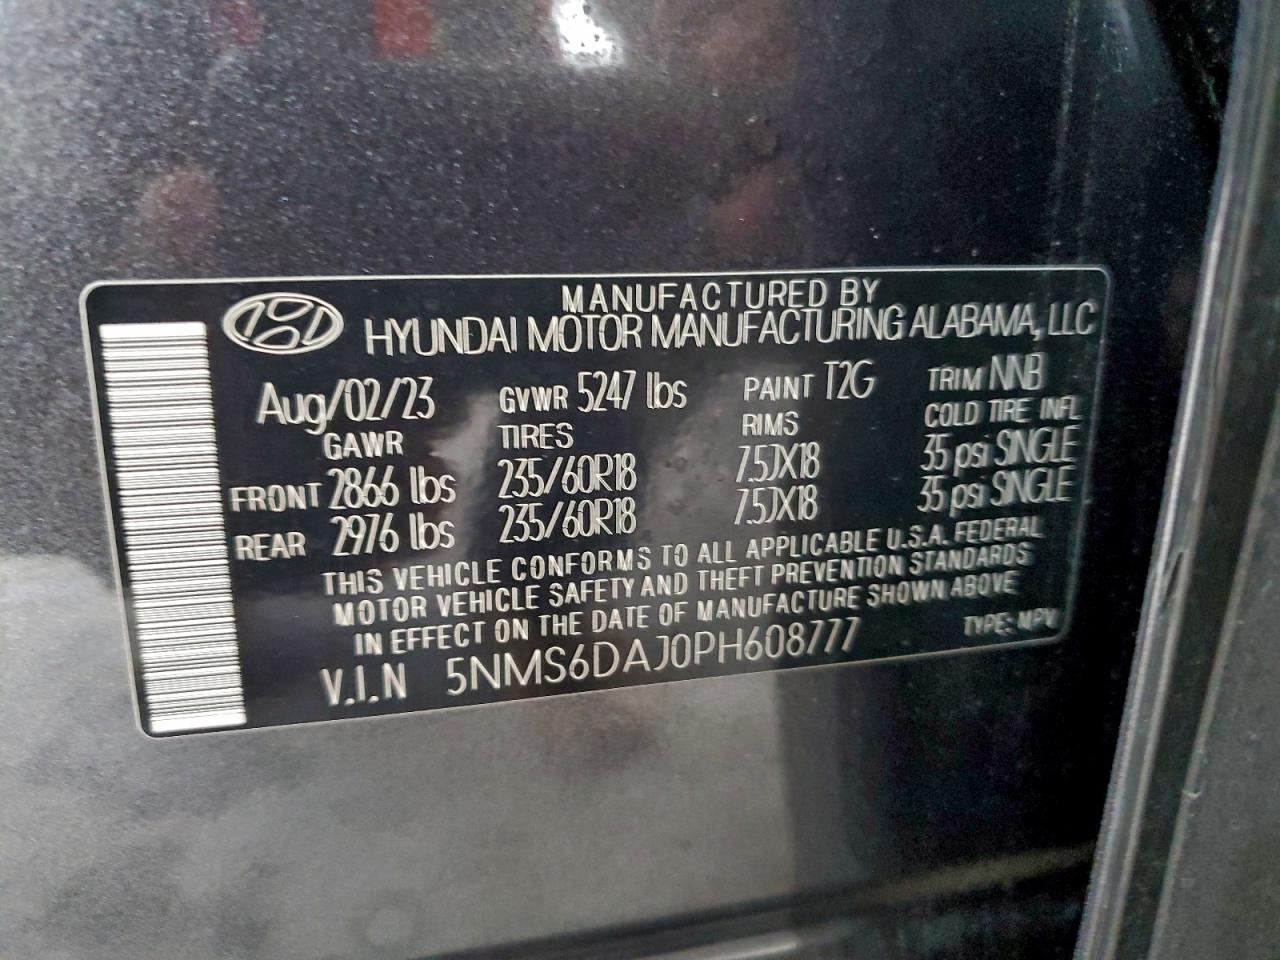 MANUFACTURED BY
HYUNDAI MOTOR MANUFACTURING ALABAMA, LLC
Aug/02/23 GVWR 5247 lbs PAINT T2G TRIM NNB
GAWR TIRES RIMS COLD TIRE INFL
FRONT 2866 lbs 235/60R18 7.5JX18 35 psi SINGLE
REAR 2976 lbs 235/60R18 7.5JX18 35 psi SINGLE
THIS VEHICLE CONFORMS TO ALL APPLICABLE U.S.A. FEDERAL
MOTOR VEHICLE SAFETY AND THEFT PREVENTION STANDARDS
IN EFFECT ON THE DATE OF MANUFACTURE SHOWN ABOVE
V.I.N 5NMS6DAJ0PH608777 TYPE: MPV